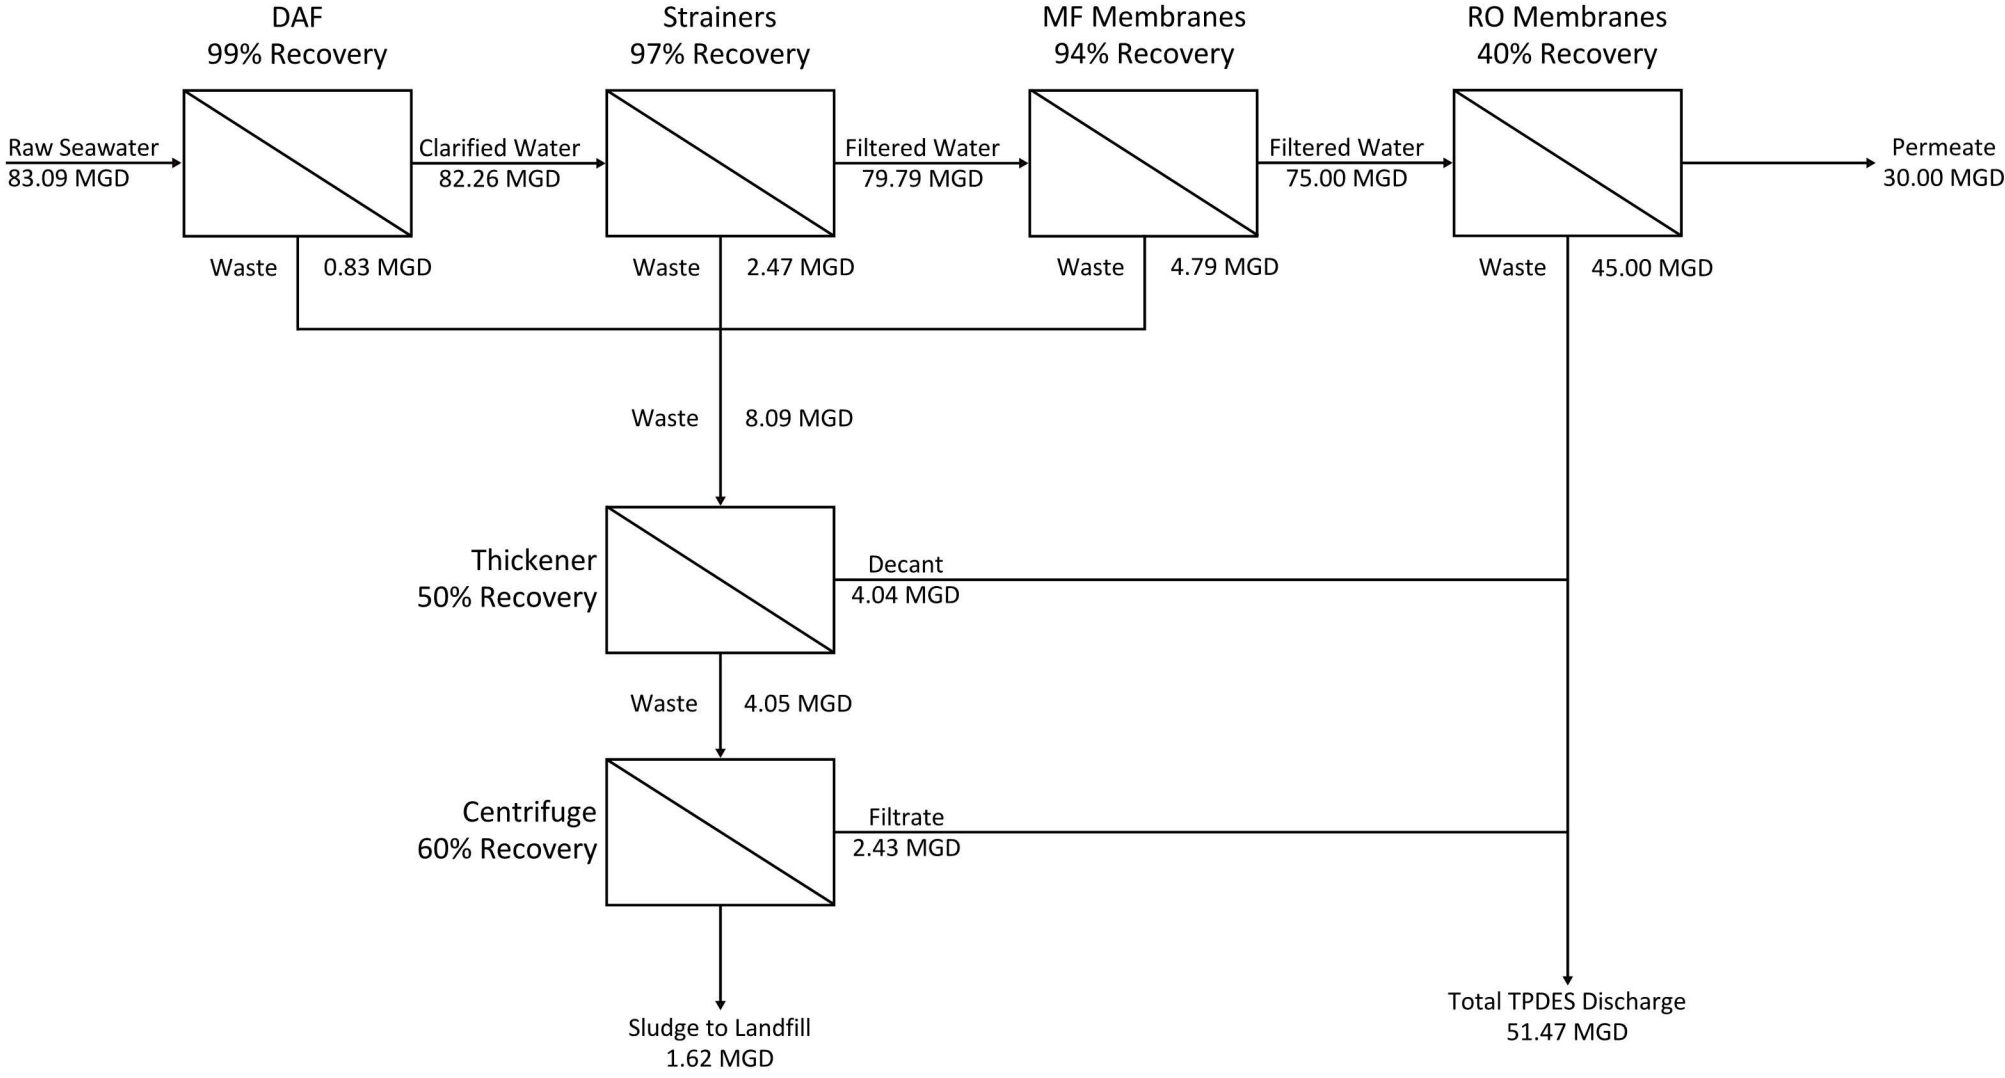 DAF
99% Recovery
Strainers
97% Recovery
MF Membranes
94% Recovery
RO Membranes
40% Recovery
Raw Seawater
83.09 MGD
Clarified Water
82.26 MGD
Filtered Water
79.79 MGD
Filtered Water
75.00 MGD
Permeate
30.00 MGD
Waste 0.83 MGD
Waste 2.47 MGD
Waste 4.79 MGD
Waste 45.00 MGD
Waste 8.09 MGD
Thickener
50% Recovery
Decant
4.04 MGD
Waste 4.05 MGD
Centrifuge
60% Recovery
Filtrate
2.43 MGD
Sludge to Landfill
1.62 MGD
Total TPDES Discharge
51.47 MGD